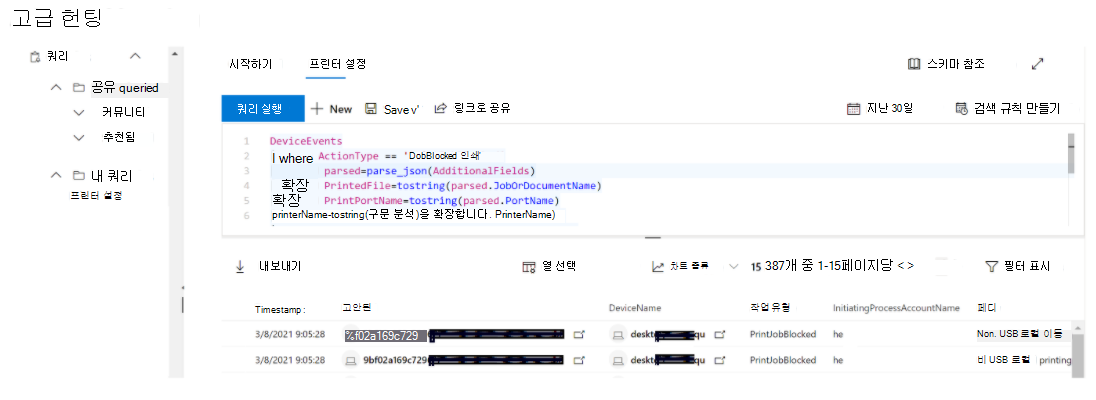 고급 헌팅
쿼리
공유 queried
커뮤니티
추천됨
내 쿼리
프린터 설정
시작하기 프린터 설정 스키마 참조
쿼리 실행 New Save v' 링크로 공유 지난 30일 검색 규칙 만들기
1 DeviceEvents
2 I where ActionType == 'DobBlocked 인쇄'
3 parsed=parse_json(AdditionalFields)
4 확장 PrintedFile=tostring(parsed.JobOrDocumentName)
5 확장 PrintPortName=tostring(parsed.PortName)
6 printerName-tostring(구문 분석)을 확장합니다. PrinterName)
내보내기 열 선택 차트 종류 15 387개 중 1-15페이지당 < > 필터 표시
Timestamp: 고안된 DeviceName 작업 유형 InitiatingProcessAccountName 페디
3/8/2021 9:05:28 %f02a169c729 deskt qu PrintJobBlocked he Non. USB 로컬 이동
3/8/2021 9:05:28 9bf02a169c729 deskt qu PrintJobBlocked he 비 USB 로컬 printing